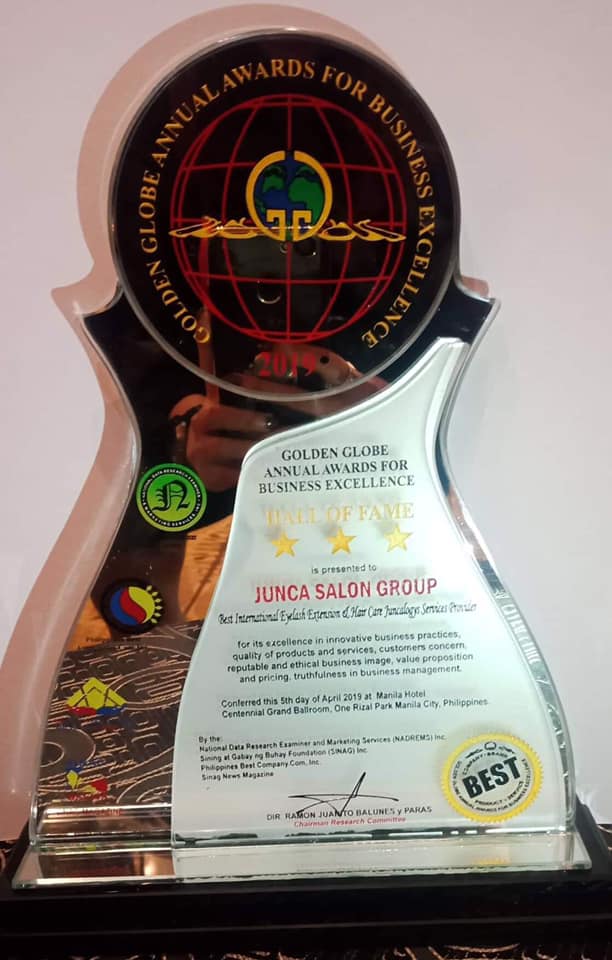 GOLDEN GLOBE ANNUAL AWARDS FOR BUSINESS EXCELLENCE
2019
GOLDEN GLOBE
ANNUAL AWARDS FOR
BUSINESS EXCELLENCE
HALL OF FAME
is presented to
JUNCA SALON GROUP
Best International Eyelash Extension & Hair Care Juncalogys Services Provider
for its excellence in innovative business practices,
quality of products and services, customers concern,
reputable and ethical business image, value proposition
and pricing, truthfulness in business management.
Conferred this 5th day of April 2019 at Manila Hotel
Centennial Grand Ballroom, One Rizal Park Manila City, Philippines.
By the:
National Data Research Examiner and Marketing Services (NADREMS) Inc.
Sining at Gabay ng Buhay Foundation (SINAG) Inc.
Philippines Best Company.Com, Inc.
Sinag News Magazine
DIR. RAMON JUANITO BALUNES y PARAS
Chairman Research Committee
COMPANY BRAND
BEST
PRODUCT SERVICE